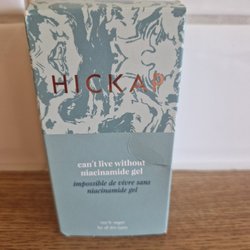 HICKAP
can't live without
niacinamide gel
impossible de vivre sans
niacinamide gel
for all skin types